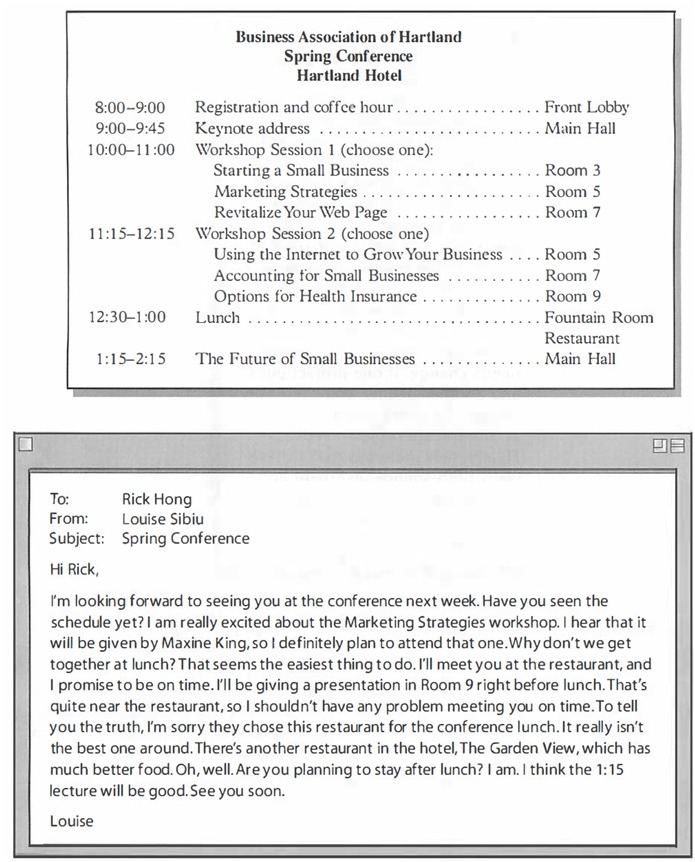 Business Association of Hartland
Spring Conference
Hartland Hotel
8:00–9:00 Registration and coffee hour . . . . . . . . . . . . . . . . . Front Lobby
9:00–9:45 Keynote address . . . . . . . . . . . . . . . . . . . . . . . . . . Main Hall
10:00–11:00 Workshop Session 1 (choose one):
Starting a Small Business . . . . . . . . . . . . . . . . . Room 3
Marketing Strategies . . . . . . . . . . . . . . . . . . . . . Room 5
Revitalize Your Web Page . . . . . . . . . . . . . . . . . Room 7
11:15–12:15 Workshop Session 2 (choose one)
Using the Internet to Grow Your Business . . . . Room 5
Accounting for Small Businesses . . . . . . . . . . . Room 7
Options for Health Insurance . . . . . . . . . . . . . . Room 9
12:30–1:00 Lunch . . . . . . . . . . . . . . . . . . . . . . . . . . . . . . . . . . Fountain Room
Restaurant
1:15–2:15 The Future of Small Businesses . . . . . . . . . . . . . . Main Hall
To: Rick Hong
From: Louise Sibiu
Subject: Spring Conference
Hi Rick,
I'm looking forward to seeing you at the conference next week. Have you seen the
schedule yet? I am really excited about the Marketing Strategies workshop. I hear that it
will be given by Maxine King, so I definitely plan to attend that one. Why don't we get
together at lunch? That seems the easiest thing to do. I'll meet you at the restaurant, and
I promise to be on time. I'll be giving a presentation in Room 9 right before lunch. That's
quite near the restaurant, so I shouldn't have any problem meeting you on time. To tell
you the truth, I'm sorry they chose this restaurant for the conference lunch. It really isn't
the best one around. There's another restaurant in the hotel, The Garden View, which has
much better food. Oh, well. Are you planning to stay after lunch? I am. I think the 1:15
lecture will be good. See you soon.
Louise